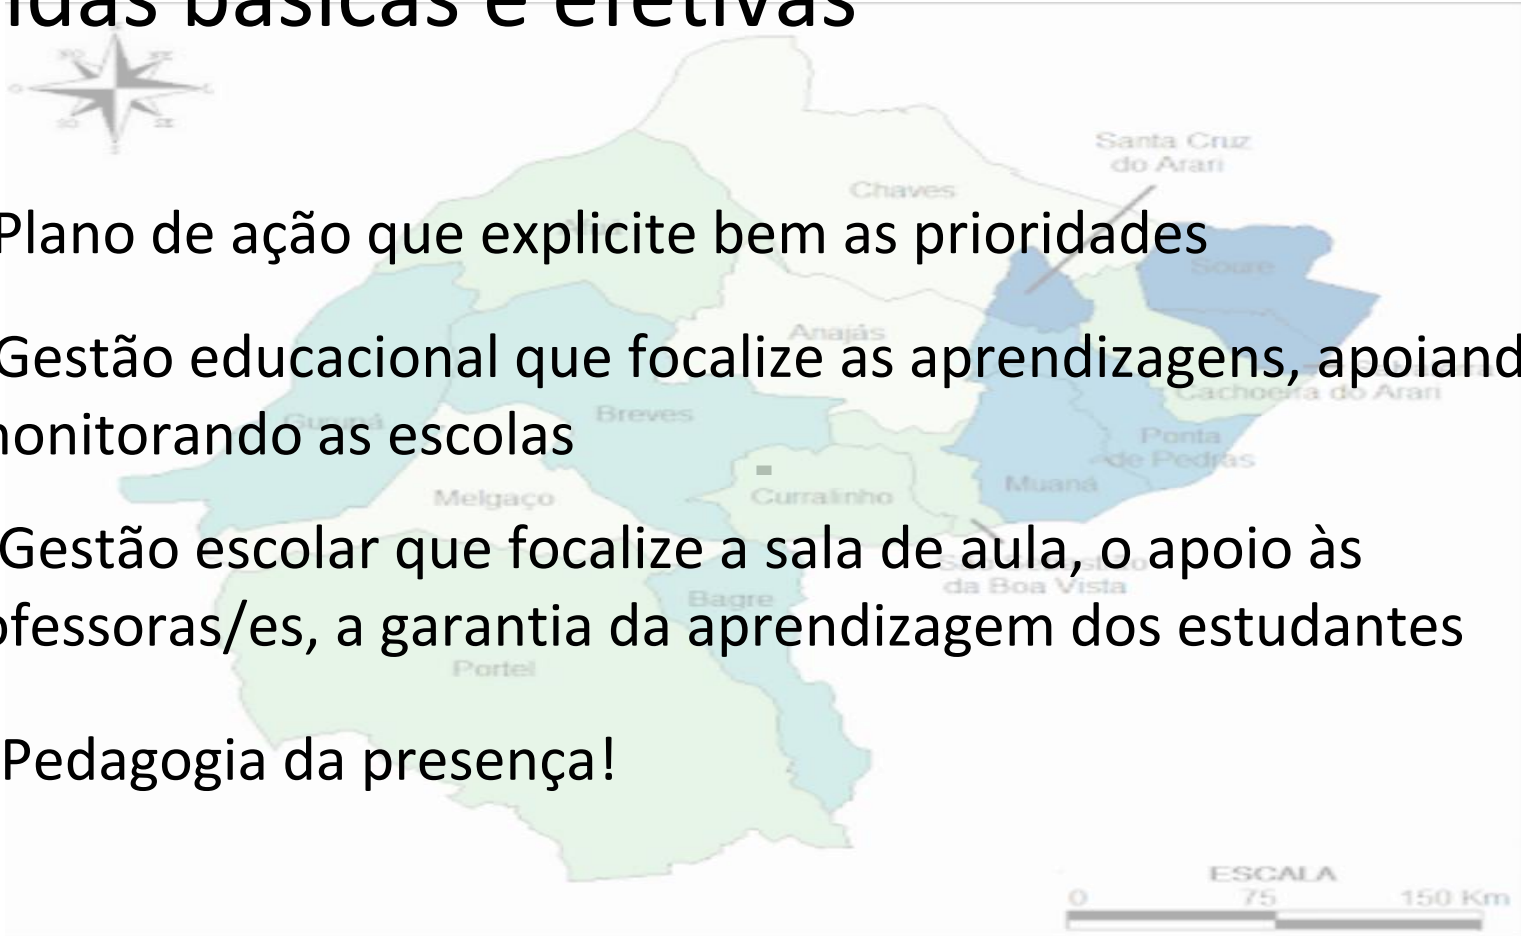 idas básicas e efetivas
Santa Cruz
do Arari
Chaves
Plano de ação que explicite bem as prioridades
Soure
Anajás
Gestão educacional que focalize as aprendizagens, apoiand
Cachoeira do Arari
Gurupá
Breves
onitorando as escolas
Ponta
de Pedras
Muaná
Melgaço
Curralinho
Gestão escolar que focalize a sala de aula, o apoio às
da Boa Vista
Bagre
ofessoras/es, a garantia da aprendizagem dos estudantes
Portel
Pedagogia da presença!
ESCALA
0 75 150 Km